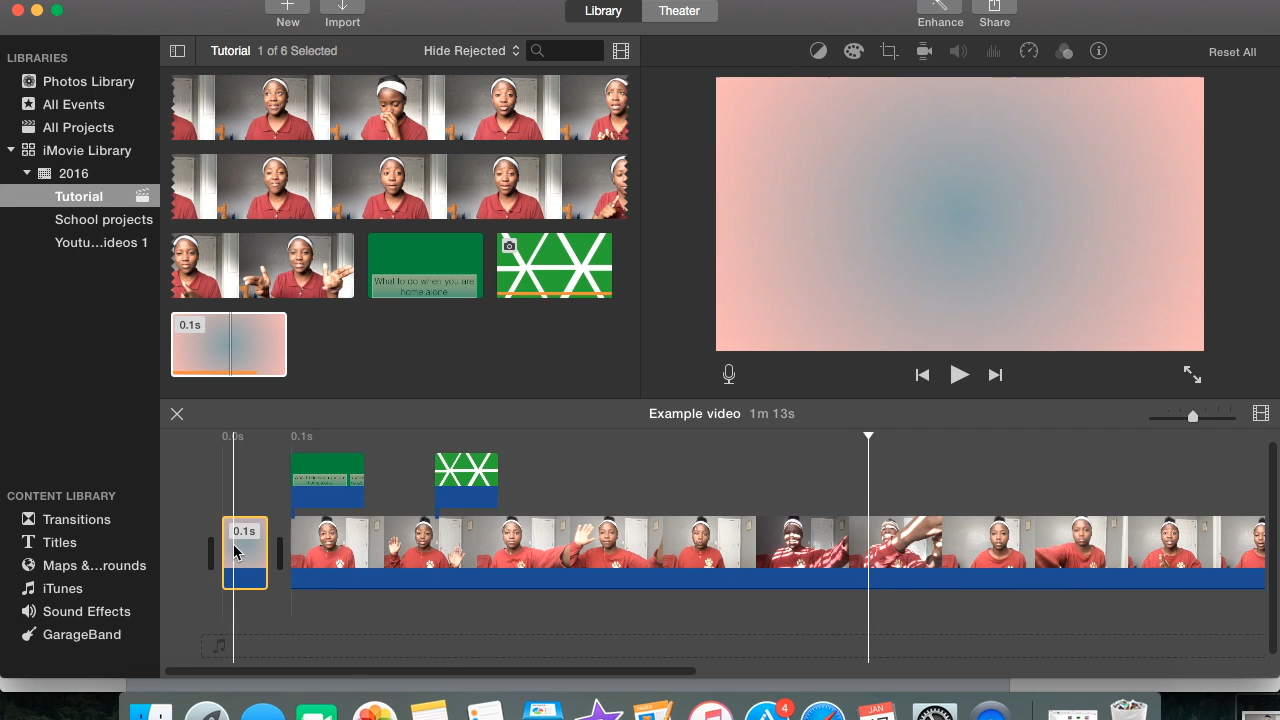 New
Import
Library
Theater
Enhance
Share
LIBRARIES
Photos Library
All Events
All Projects
iMovie Library
2016
Tutorial
School projects
Youtu...ideos 1
CONTENT LIBRARY
Transitions
Titles
Maps &...rounds
iTunes
Sound Effects
GarageBand
Tutorial 1 of 6 Selected
Hide Rejected
Reset All
What to do when you are
home alone
0.1s
Example video 1m 13s
0.0s
0.1s
0.1s
4
JAN
PAGES